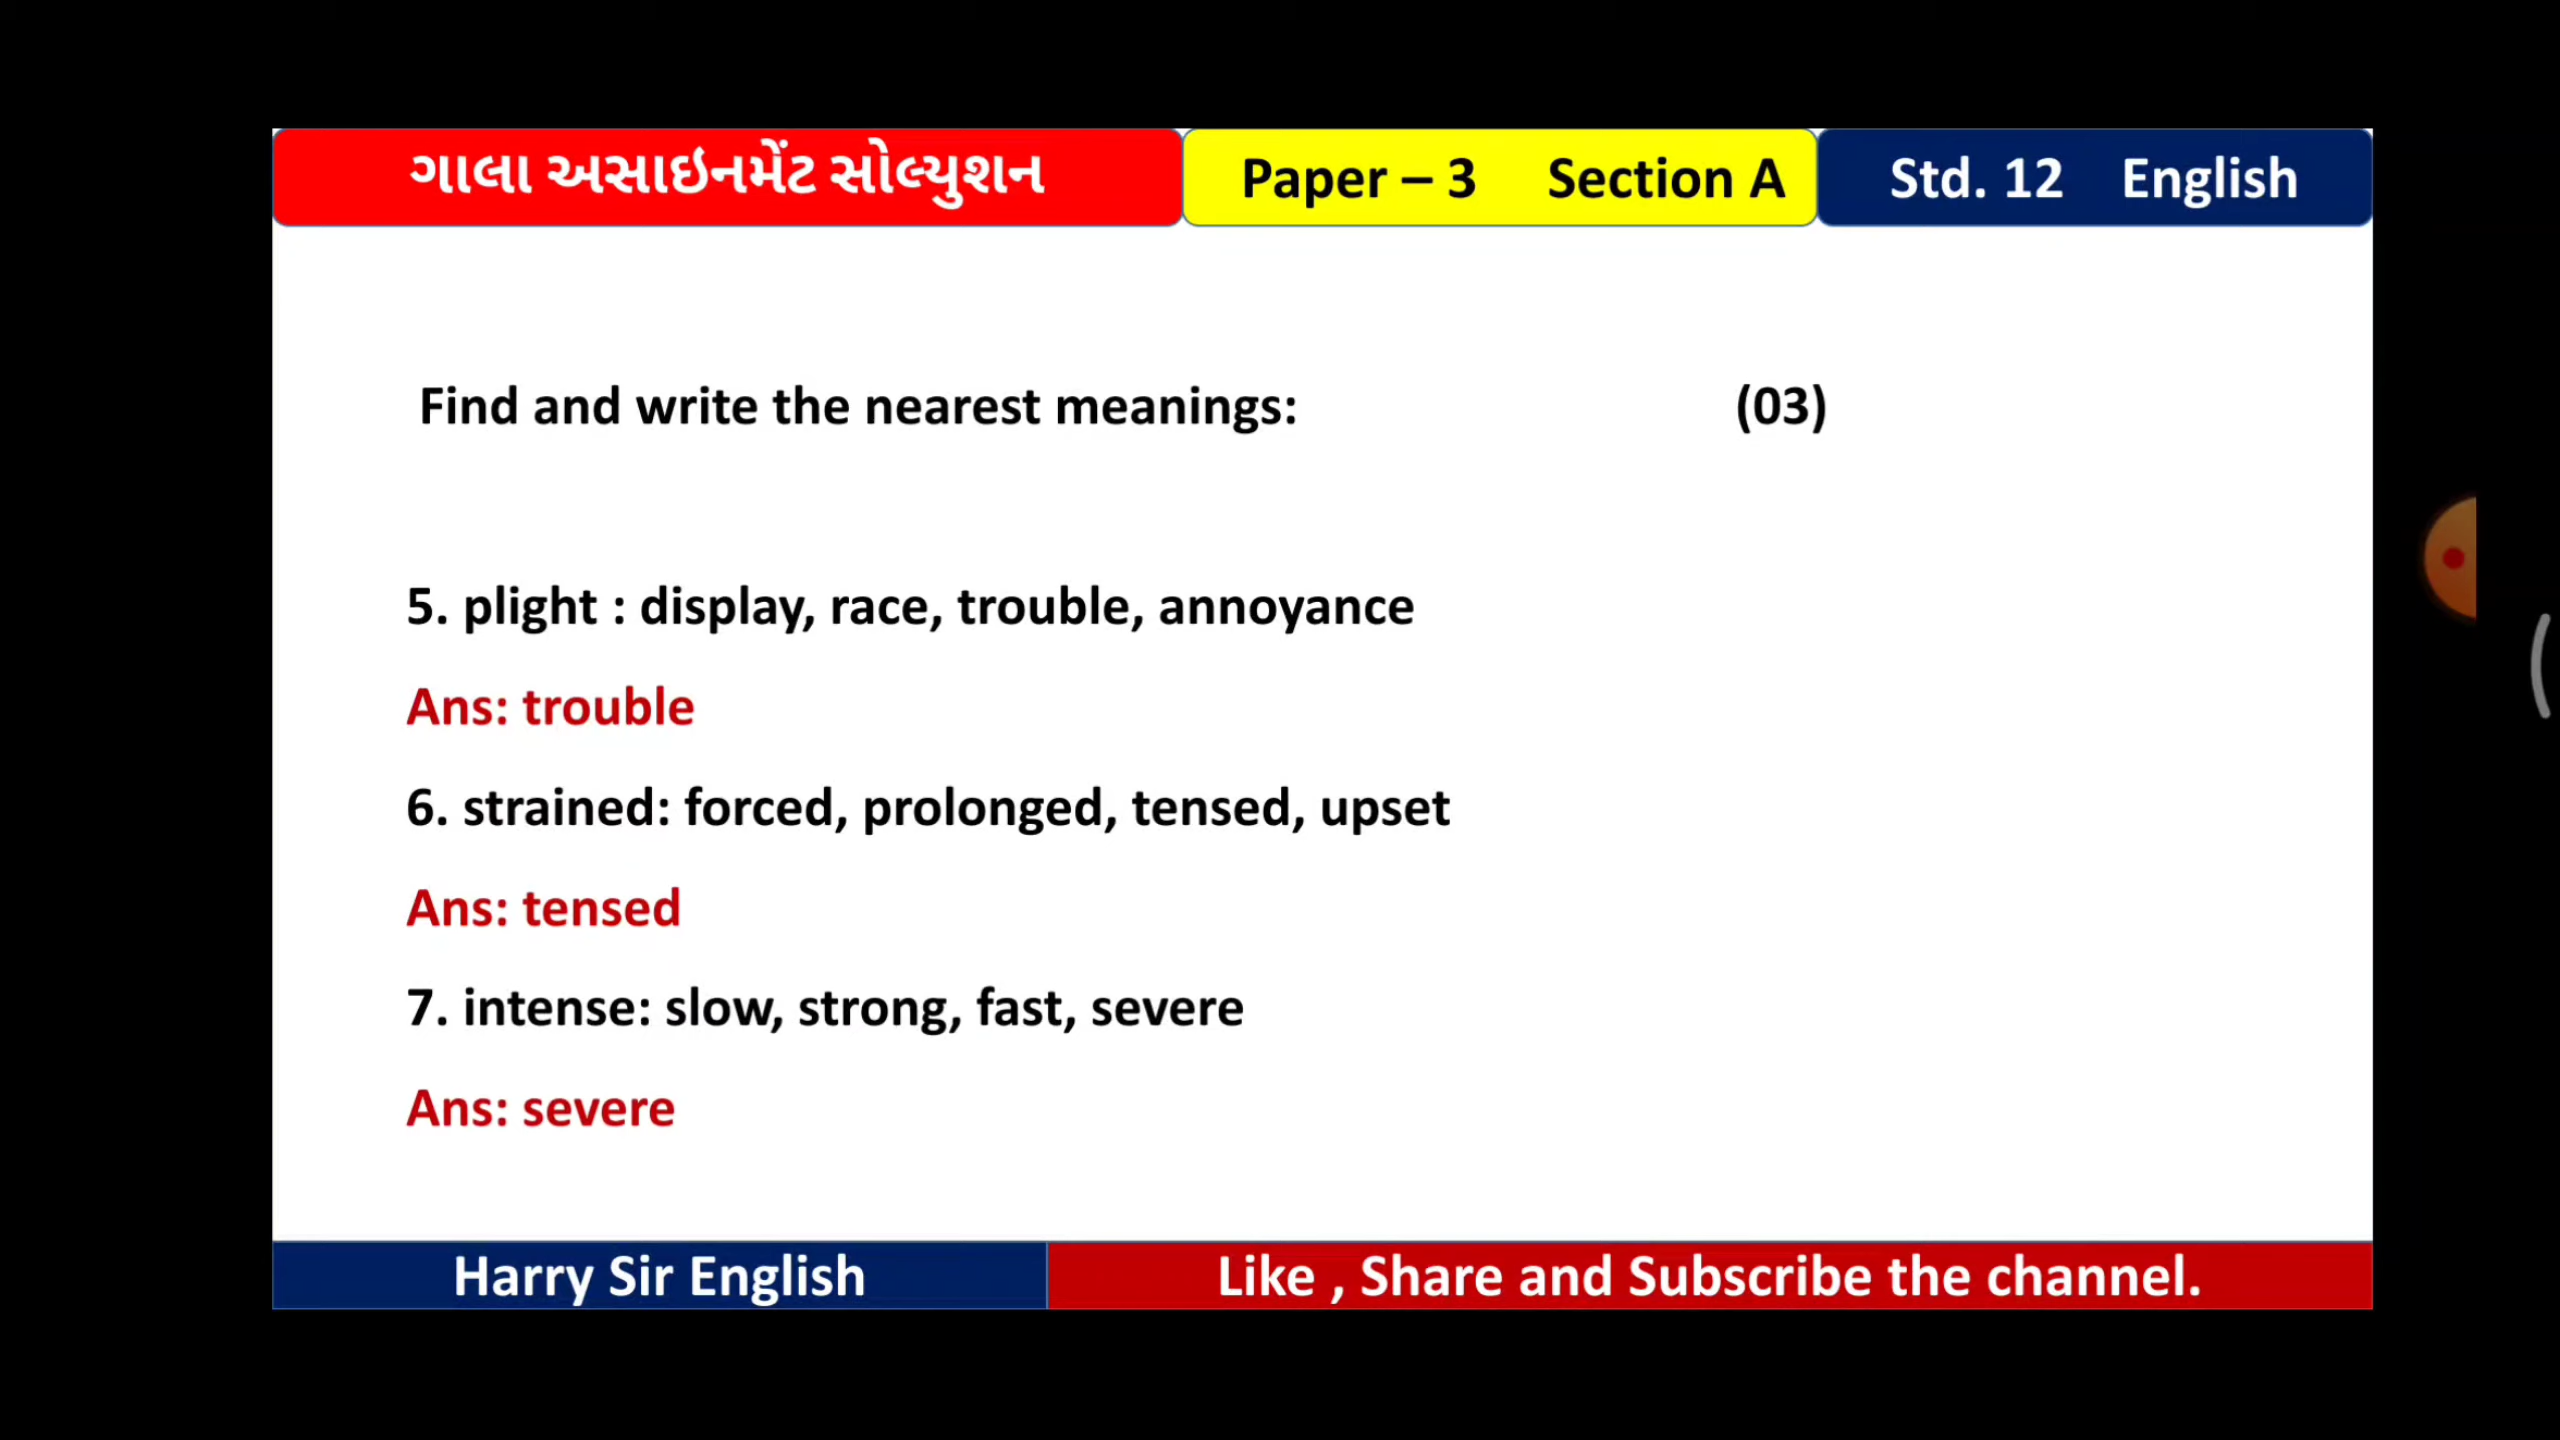 ગાલા અસાઇનમેંટ સોલ્યુશન
Paper – 3 Section A
Std. 12 English
Find and write the nearest meanings: (03)
5. plight : display, race, trouble, annoyance
Ans: trouble
6. strained: forced, prolonged, tensed, upset
Ans: tensed
7. intense: slow, strong, fast, severe
Ans: severe
Harry Sir English
Like , Share and Subscribe the channel.